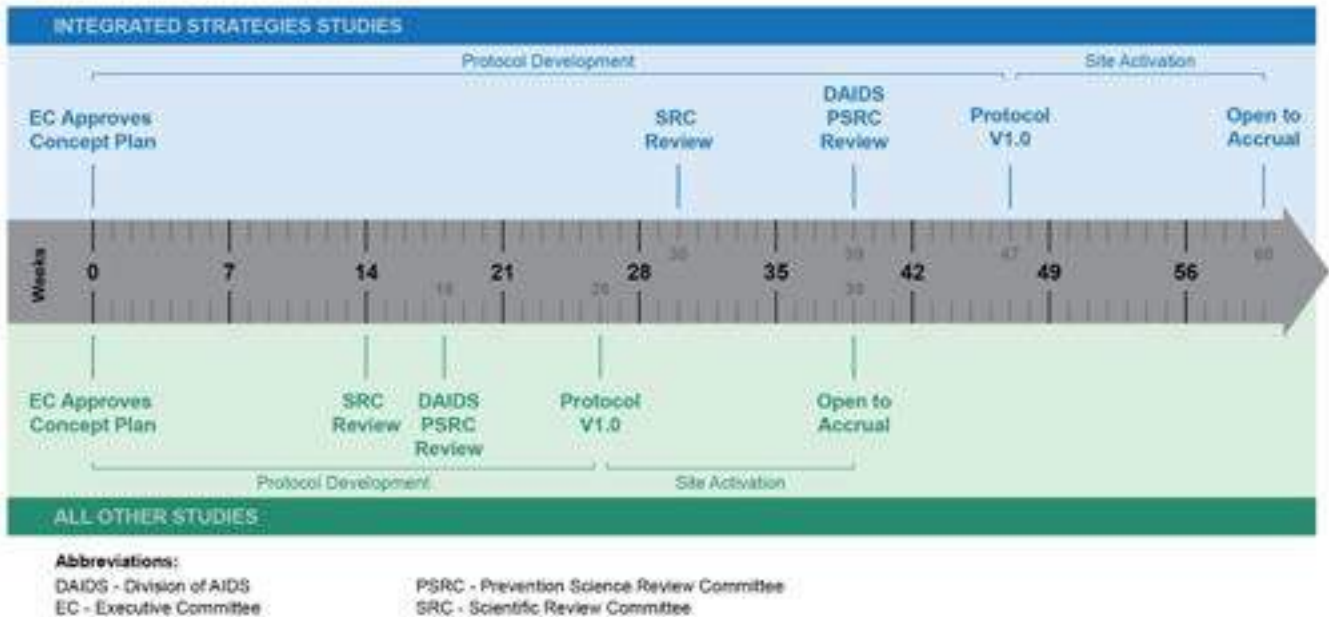 INTEGRATED STRATEGIES STUDIES
Protocol Development
Site Activation
EC Approves
Concept Plan
SRC
Review
DAIDS
PSRC
Review
Protocol
V1.0
Open to
Accrual
Weeks
0
7
14
21
28
30
35
39
42
47
49
56
60
18
26
39
EC Approves
Concept Plan
SRC
Review
DAIDS
PSRC
Review
Protocol
V1.0
Open to
Accrual
Protocol Development
Site Activation
ALL OTHER STUDIES
Abbreviations:
DAIDS - Division of AIDS
EC - Executive Committee
PSRC - Prevention Science Review Committee
SRC - Scientific Review Committee